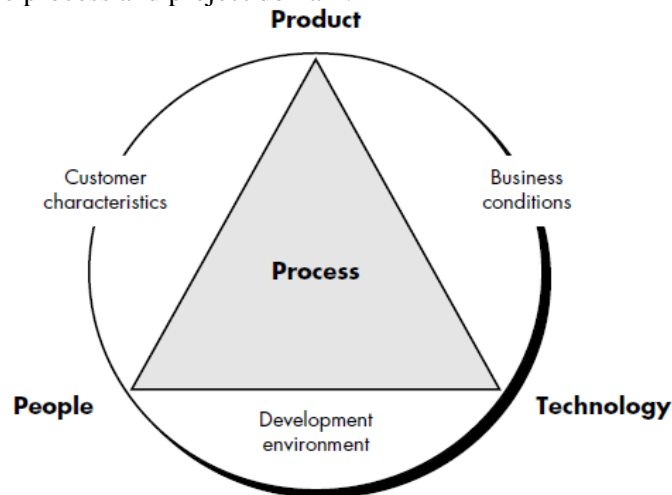 Product
Customer
characteristics
Business
conditions
Process
People
Development
environment
Technology